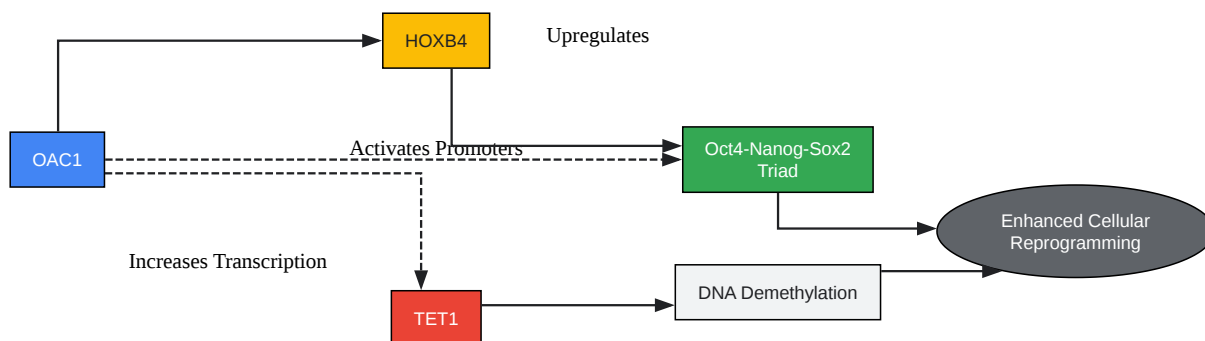 HOXB4
Upregulates
OAC1
Activates Promoters
Oct4-Nanog-Sox2
Triad
Enhanced Cellular
Reprogramming
Increases Transcription
DNA Demethylation
TET1